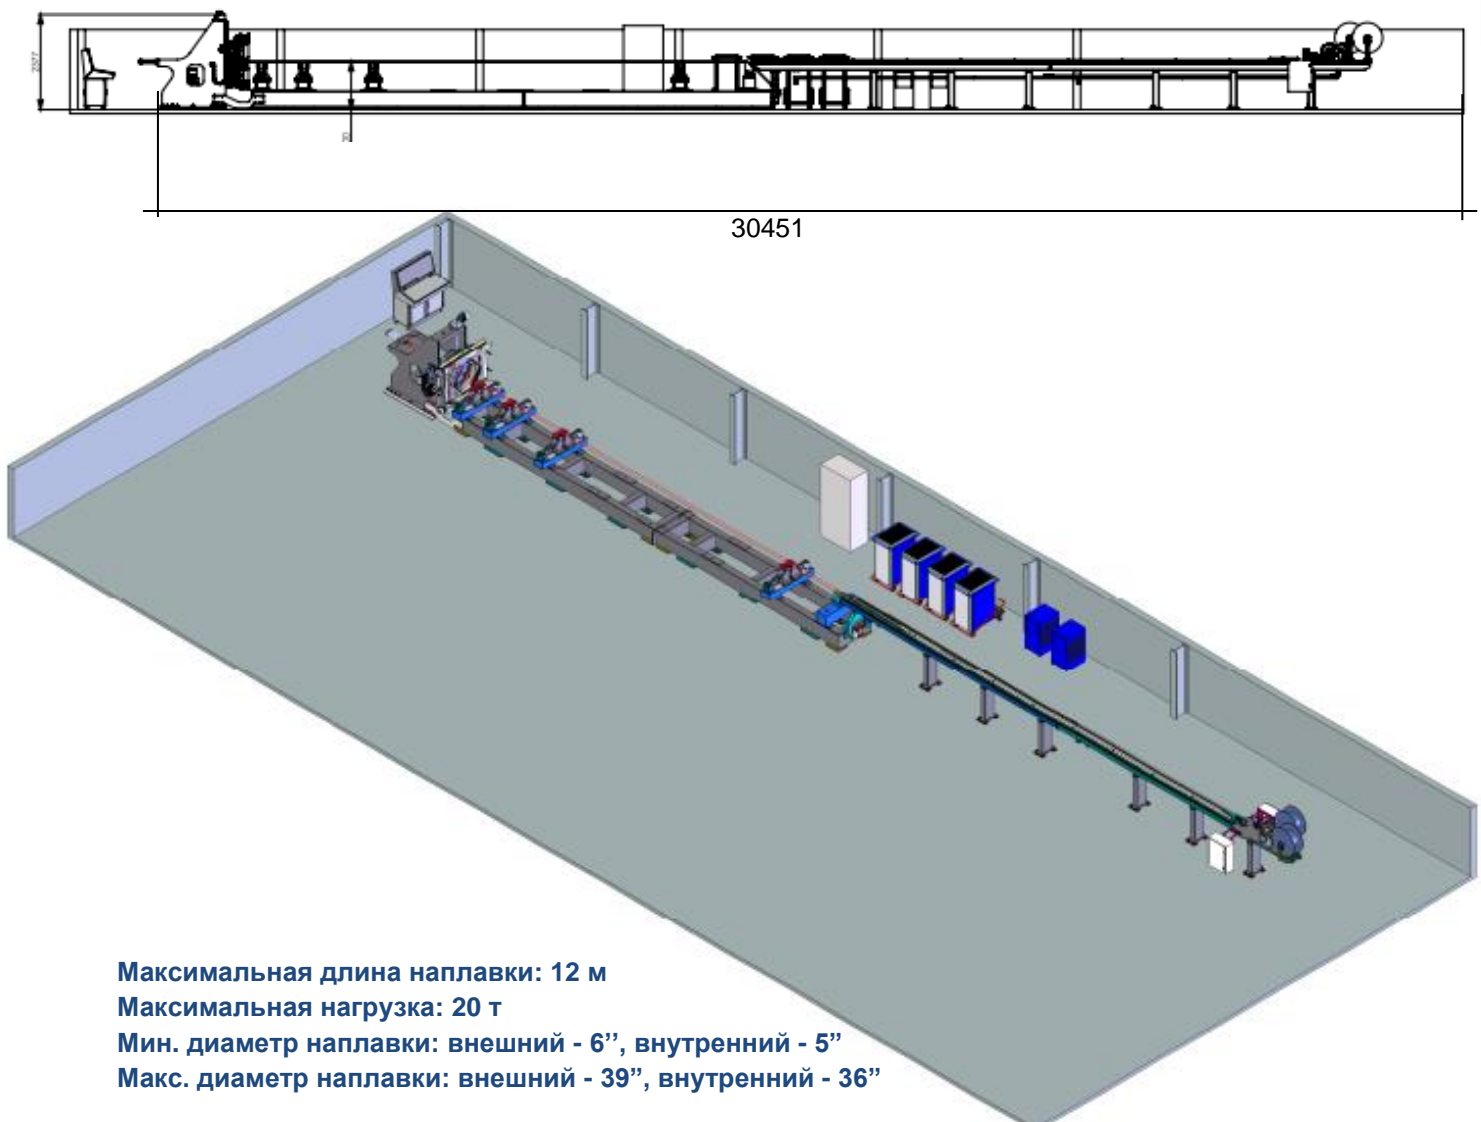 30451
Максимальная длина наплавки: 12 м
Максимальная нагрузка: 20 т
Мин. диаметр наплавки: внешний - 6’’, внутренний - 5”
Макс. диаметр наплавки: внешний - 39”, внутренний - 36”